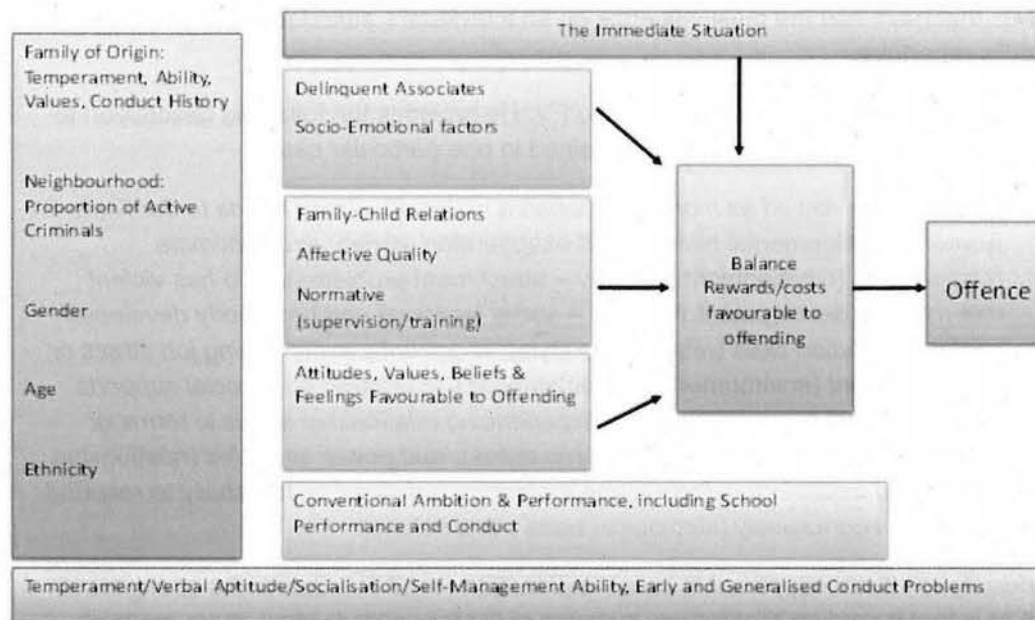 The Immediate Situation
Family of Origin:
Temperament, Ability,
Values, Conduct History
Neighbourhood:
Proportion of Active
Criminals
Gender
Age
Ethnicity
Delinquent Associates
Socio-Emotional factors
Family-Child Relations
Affective Quality
Normative
(supervision/training)
Attitudes, Values, Beliefs &
Feelings Favourable to Offending
Conventional Ambition & Performance, including School
Performance and Conduct
Balance
Rewards/costs
favourable to
offending
Offence
Temperament/Verbal Aptitude/Socialisation/Self-Management Ability, Early and Generalised Conduct Problems